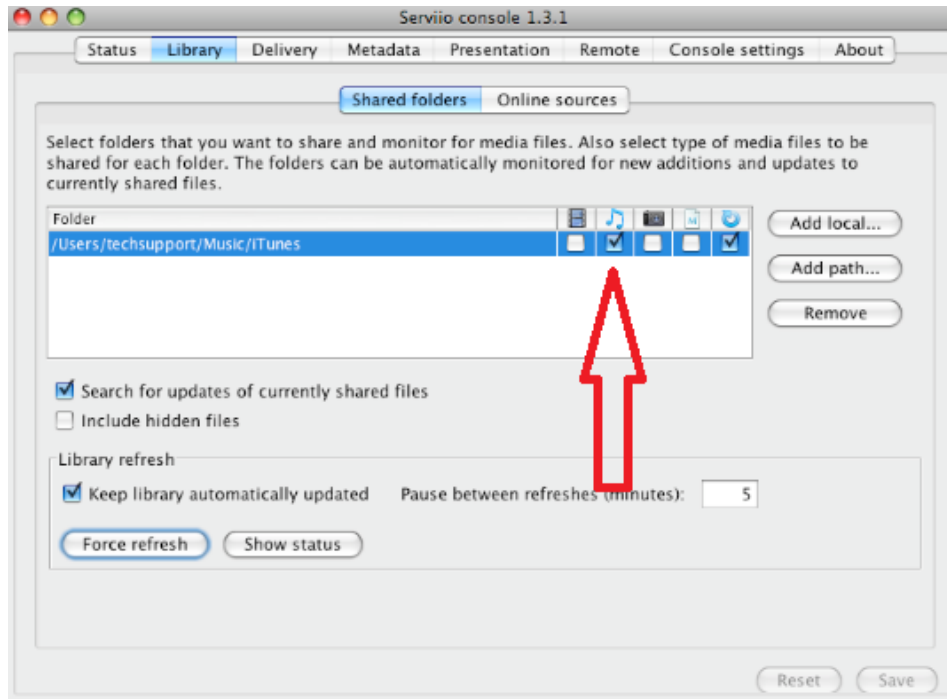 Serviio console 1.3.1
Status Library Delivery Metadata Presentation Remote Console settings About
Shared folders Online sources
Select folders that you want to share and monitor for media files. Also select type of media files to be
shared for each folder. The folders can be automatically monitored for new additions and updates to
currently shared files.
Folder
/Users/techsupport/Music/iTunes
Add local...
Add path...
Remove
Search for updates of currently shared files
Include hidden files
Library refresh
Keep library automatically updated Pause between refreshes (minutes): 5
Force refresh Show status
Reset Save